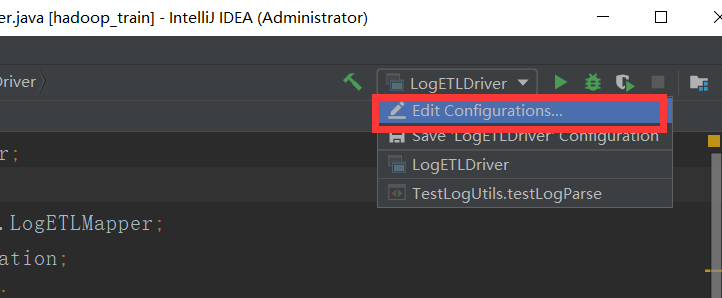 er.java [hadoop_train] - IntelliJ IDEA (Administrator)
Driver
LogETLDriver
Edit Configurations...
Save 'LogETLDriver' Configuration
r;
LogETLDriver
TestLogUtils.testLogParse
.LogETLMapper;
ation;